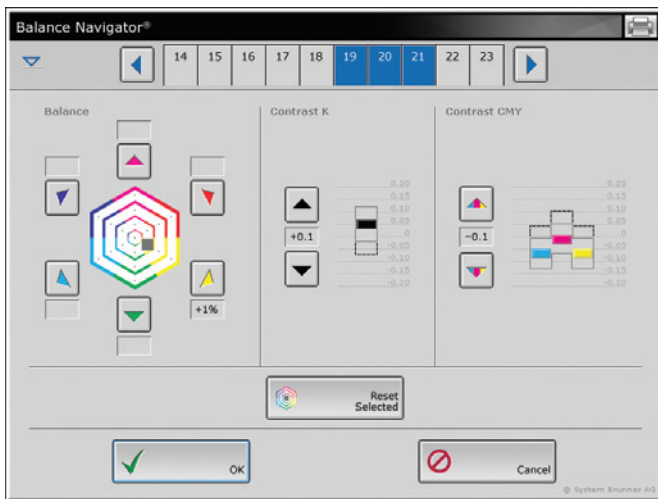 Balance Navigator®
14 15 16 17 18 19 20 21 22 23
Balance
Contrast K
Contrast CMY
0.20
0.15
0.10
0.05
0
-0.05
-0.10
-0.15
-0.20
+0.1
0.20
0.15
0.10
0.05
0
-0.05
-0.10
-0.15
-0.20
-0.1
+1%
Reset
Selected
OK
Cancel
© System Brunner AG